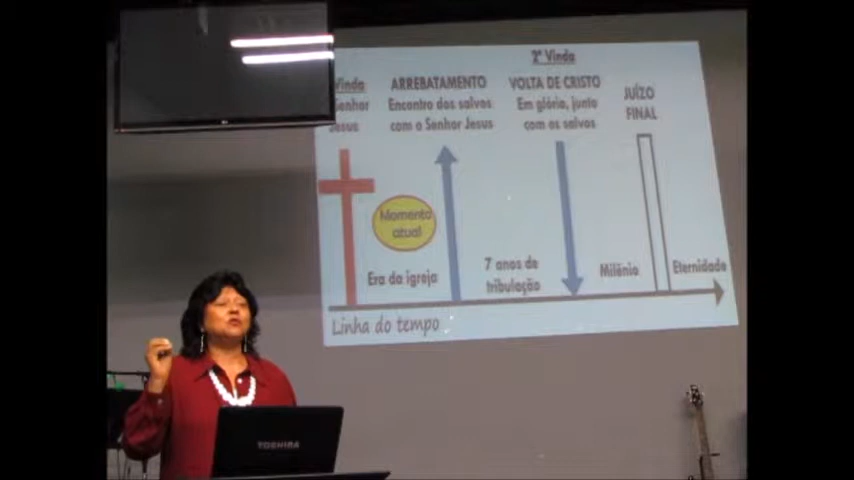 2ª Vinda
Vinda
Senhor
Jesus
ARREBATAMENTO
Encontro dos salvos
com o Senhor Jesus
VOLTA DE CRISTO
Em glória, junto
com os salvos
JUÍZO
FINAL
Momento
atual
Era da igreja
7 anos de
tribulação
Milênio
Eternidade
Linha do tempo
TOSHIBA